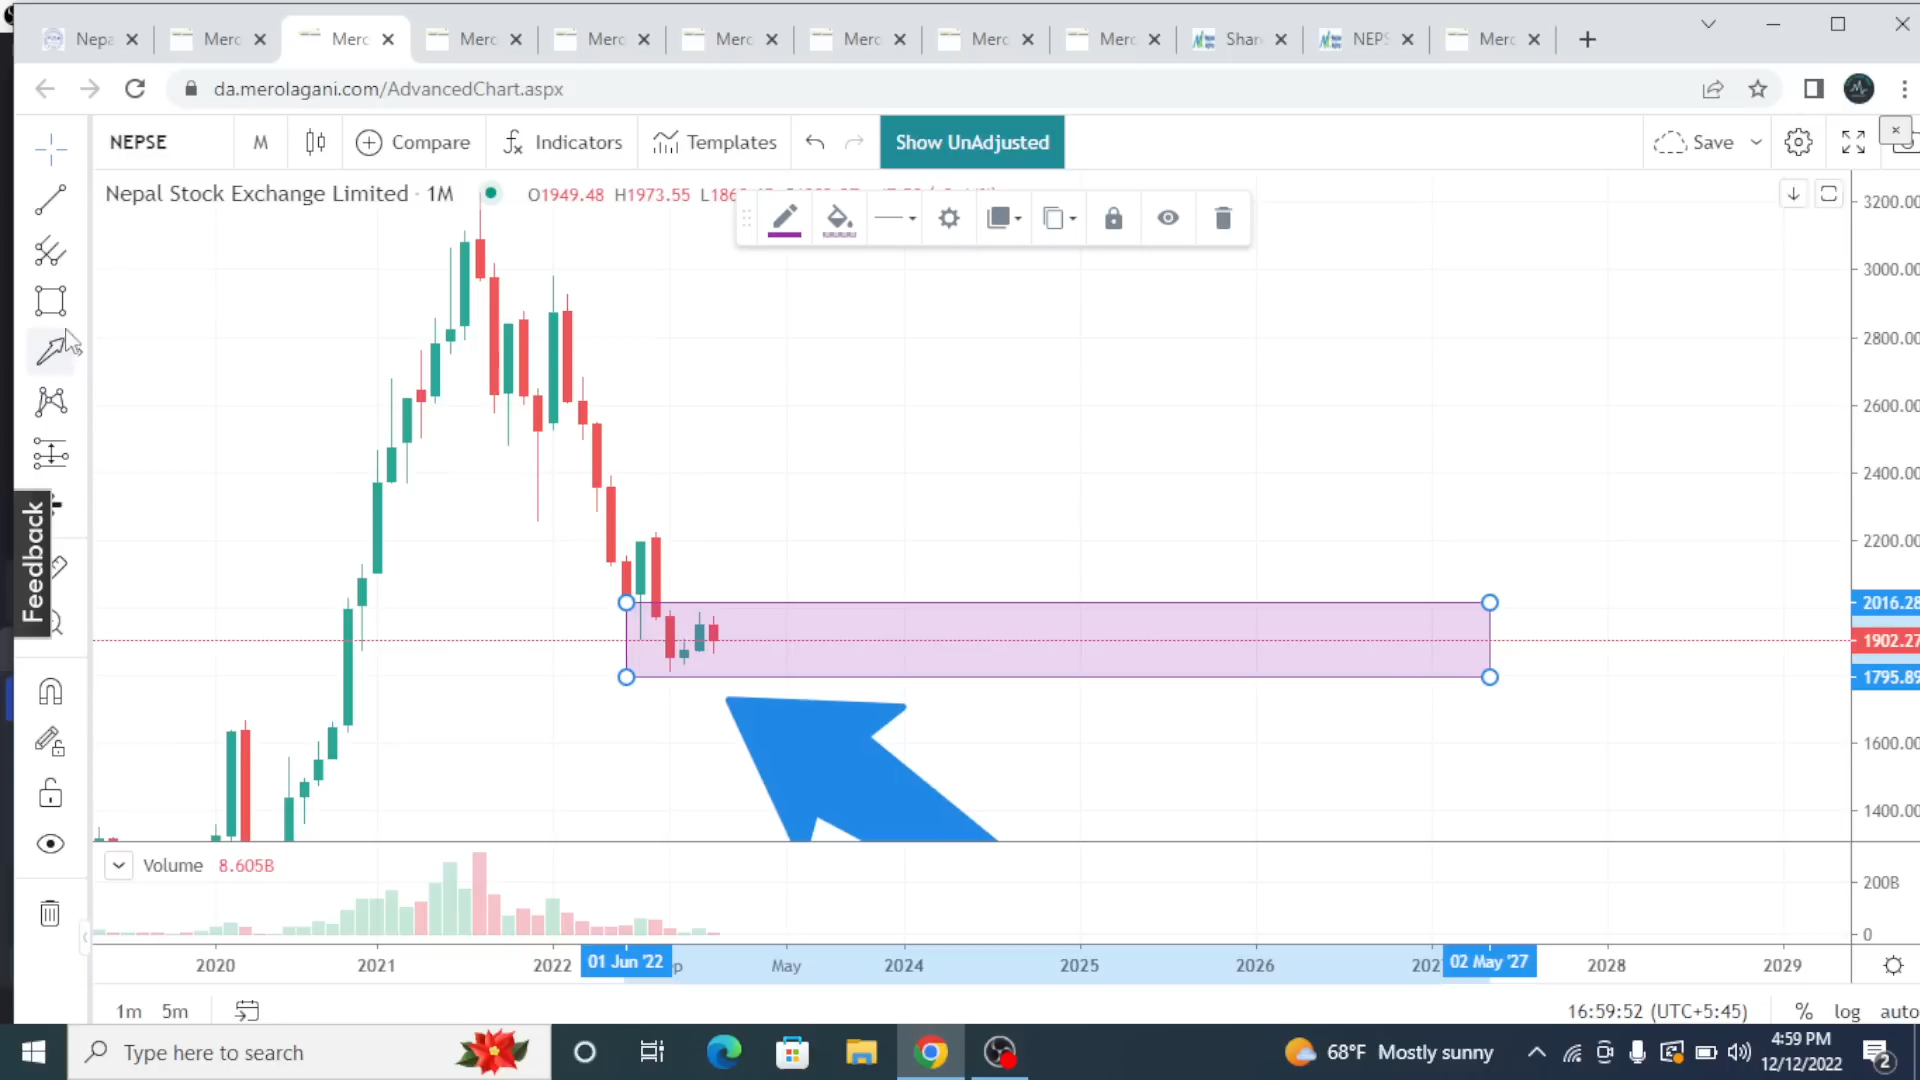 Nepa Merc Merc Merc Merc Merc Merc Merc Merc Shar NEPS Merc
da.merolagani.com/AdvancedChart.aspx
NEPSE M Compare Indicators Templates Show UnAdjusted Save
Nepal Stock Exchange Limited · 1M O1949.48 H1973.55
3200.00
3000.00
2800.00
2600.00
2400.00
2200.00
2016.28
1902.27
1795.89
1600.00
1400.00
Feedback
Volume 8.605B
200B
0
2020 2021 2022 01 Jun '22 May 2024 2025 2026 02 May '27 2028 2029
1m 5m 16:59:52 (UTC+5:45) % log auto
Type here to search 68°F Mostly sunny 4:59 PM
12/12/2022 2